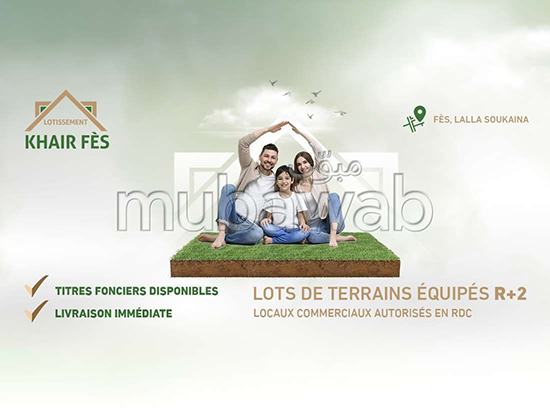 LOTISSEMENT
KHAIR FÈS
FÈS, LALLA SOUKAINA
مبوّب
mubawab
TITRES FONCIERS DISPONIBLES
LIVRAISON IMMÉDIATE
LOTS DE TERRAINS ÉQUIPÉS R+2
LOCAUX COMMERCIAUX AUTORISÉS EN RDC